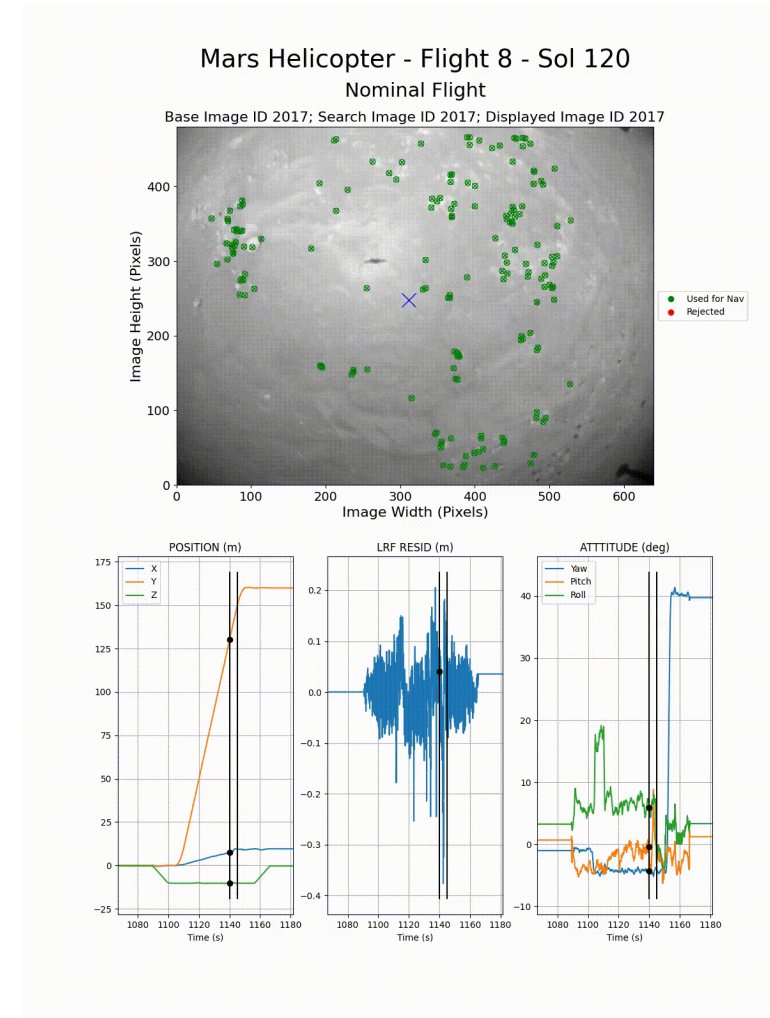 Mars Helicopter - Flight 8 - Sol 120
Nominal Flight
Base Image ID 2017; Search Image ID 2017; Displayed Image ID 2017
400
300
200
100
0
Image Height (Pixels)
0 100 200 300 400 500 600
Image Width (Pixels)
Used for Nav
Rejected
POSITION (m)
X
Y
Z
175
150
125
100
75
50
25
0
−25
1080 1100 1120 1140 1160 1180
Time (s)
LRF RESID (m)
0.2
0.1
0.0
−0.1
−0.2
−0.3
−0.4
1080 1100 1120 1140 1160 1180
Time (s)
ATTTITUDE (deg)
Yaw
Pitch
Roll
40
30
20
10
0
−10
1080 1100 1120 1140 1160 1180
Time (s)